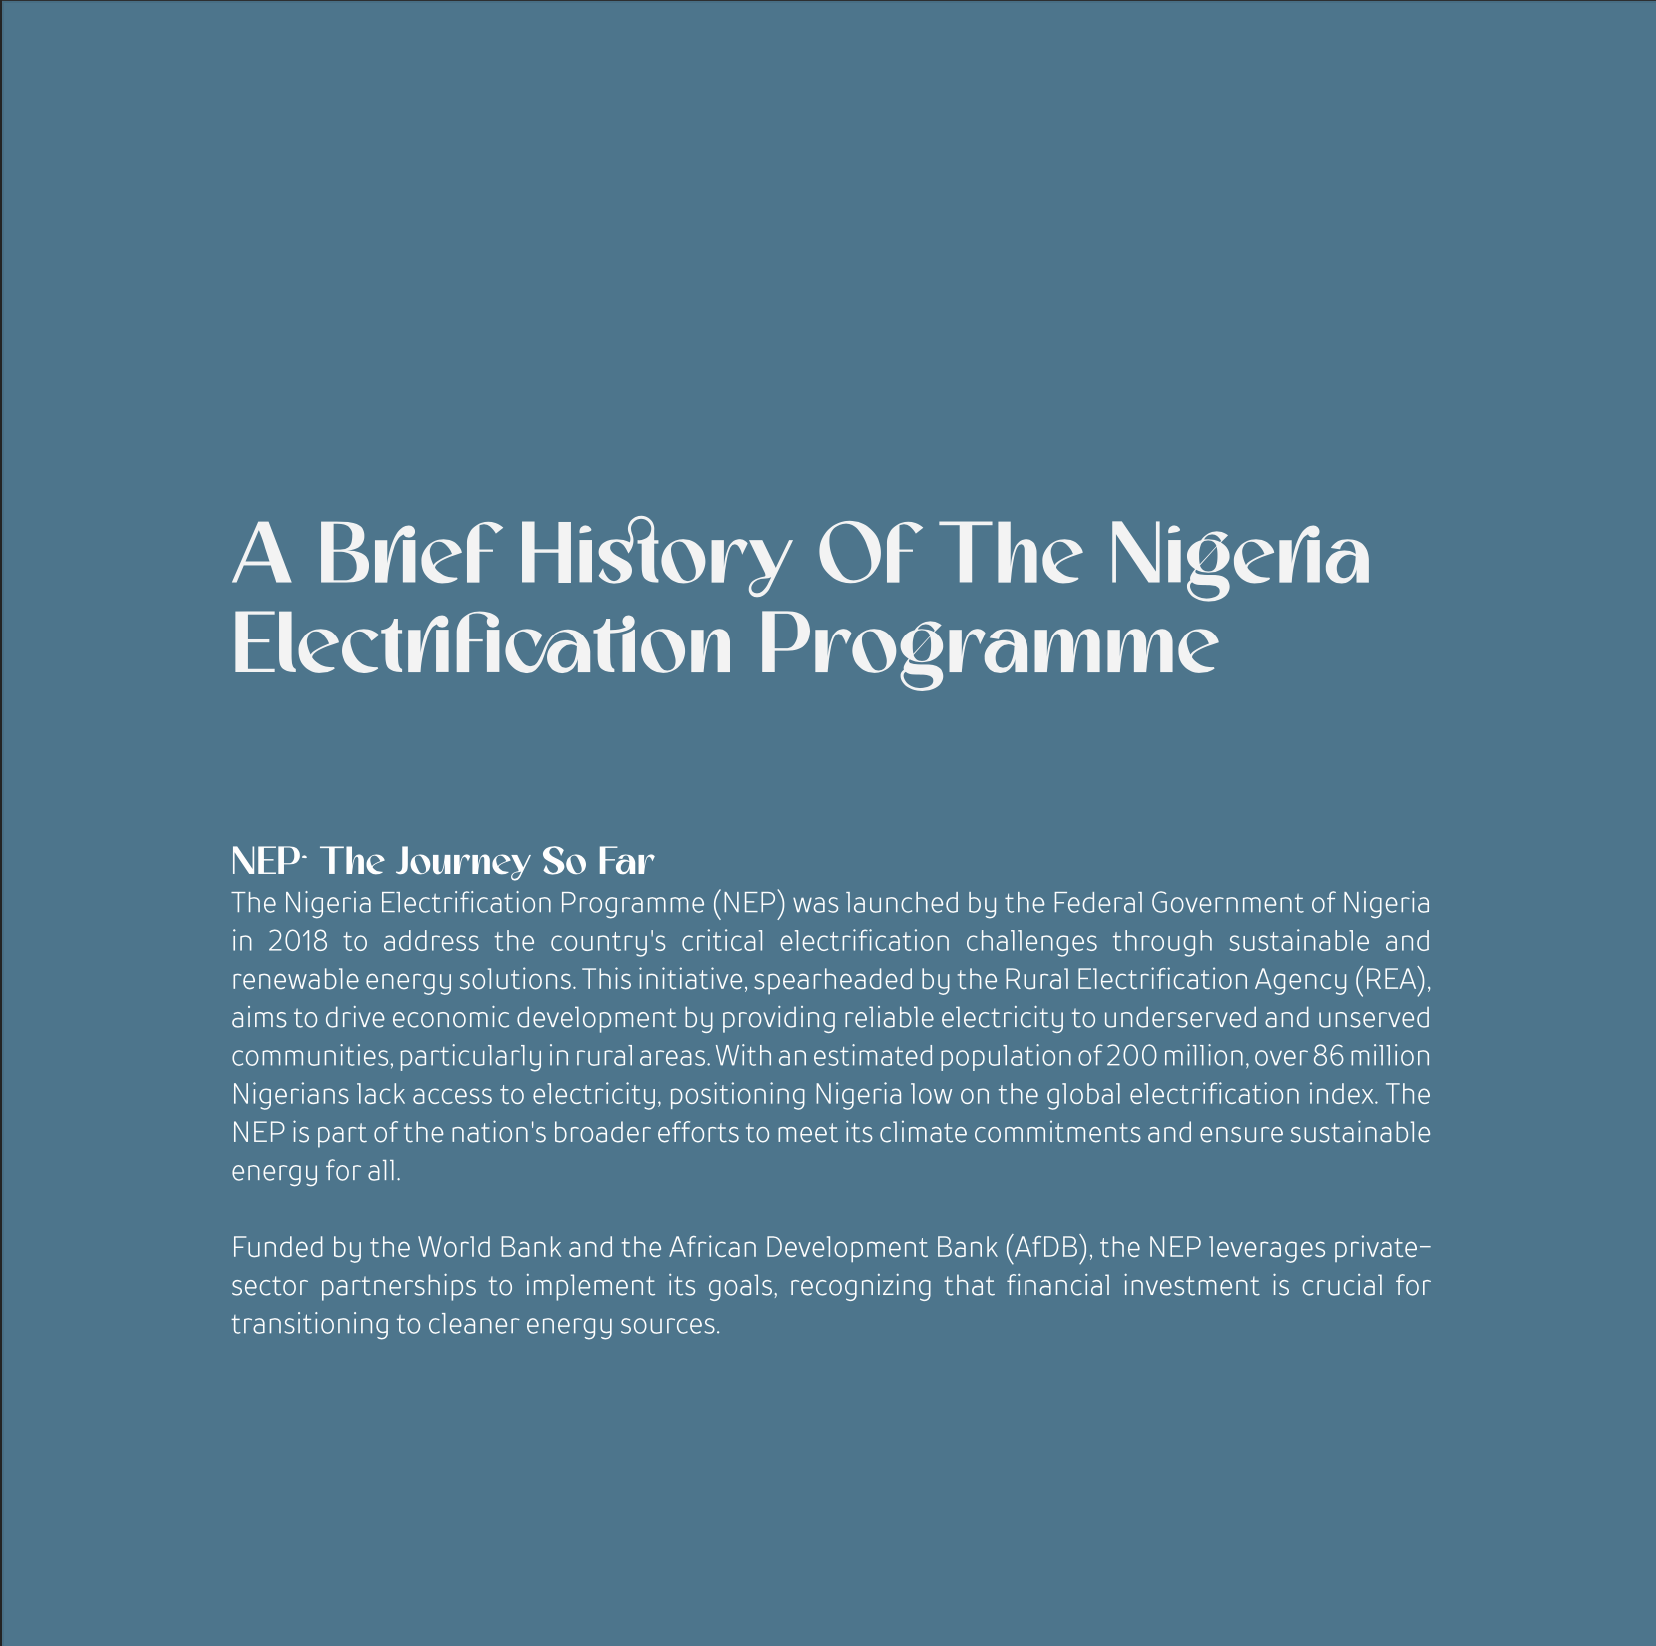 A Brief History Of The Nigeria
Electrification Programme
NEP: The Journey So Far
The Nigeria Electrification Programme (NEP) was launched by the Federal Government of Nigeria
in 2018 to address the country's critical electrification challenges through sustainable and
renewable energy solutions. This initiative, spearheaded by the Rural Electrification Agency (REA),
aims to drive economic development by providing reliable electricity to underserved and unserved
communities, particularly in rural areas. With an estimated population of 200 million, over 86 million
Nigerians lack access to electricity, positioning Nigeria low on the global electrification index. The
NEP is part of the nation's broader efforts to meet its climate commitments and ensure sustainable
energy for all.
Funded by the World Bank and the African Development Bank (AfDB), the NEP leverages private-
sector partnerships to implement its goals, recognizing that financial investment is crucial for
transitioning to cleaner energy sources.